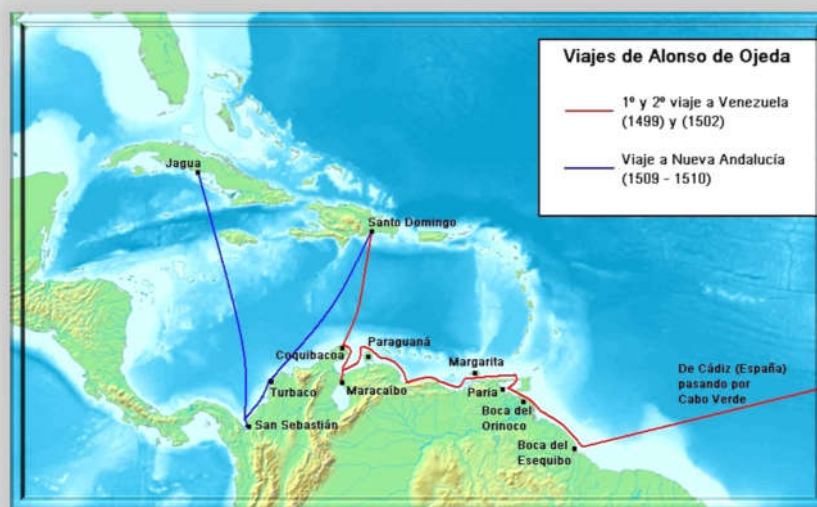 Viajes de Alonso de Ojeda
1º y 2º viaje a Venezuela
(1499) y (1502)
Viaje a Nueva Andalucía
(1509 - 1510)
Jagua
Santo Domingo
Coquibacoa
Paraguaná
Margarita
Turbaco
Maracaibo
Paria
De Cádiz (España)
pasando por
Cabo Verde
Boca del
Orinoco
San Sebastián
Boca del
Esequibo